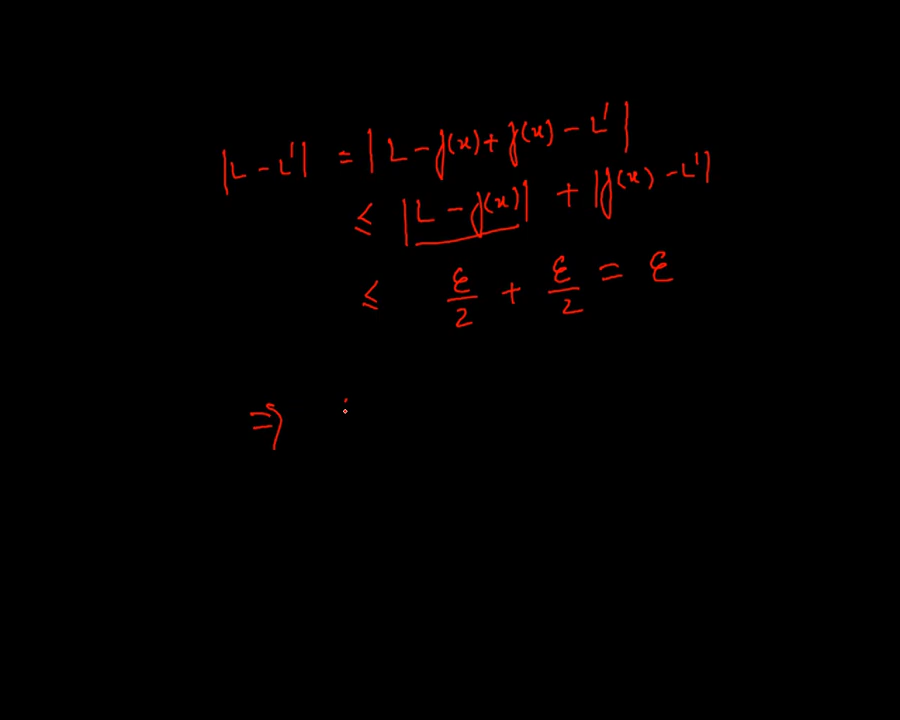 |L - L'| = |L - f(x) + f(x) - L'|
≤ |L - f(x)| + |f(x) - L'|
≤ ε/2 + ε/2 = ε
⇒